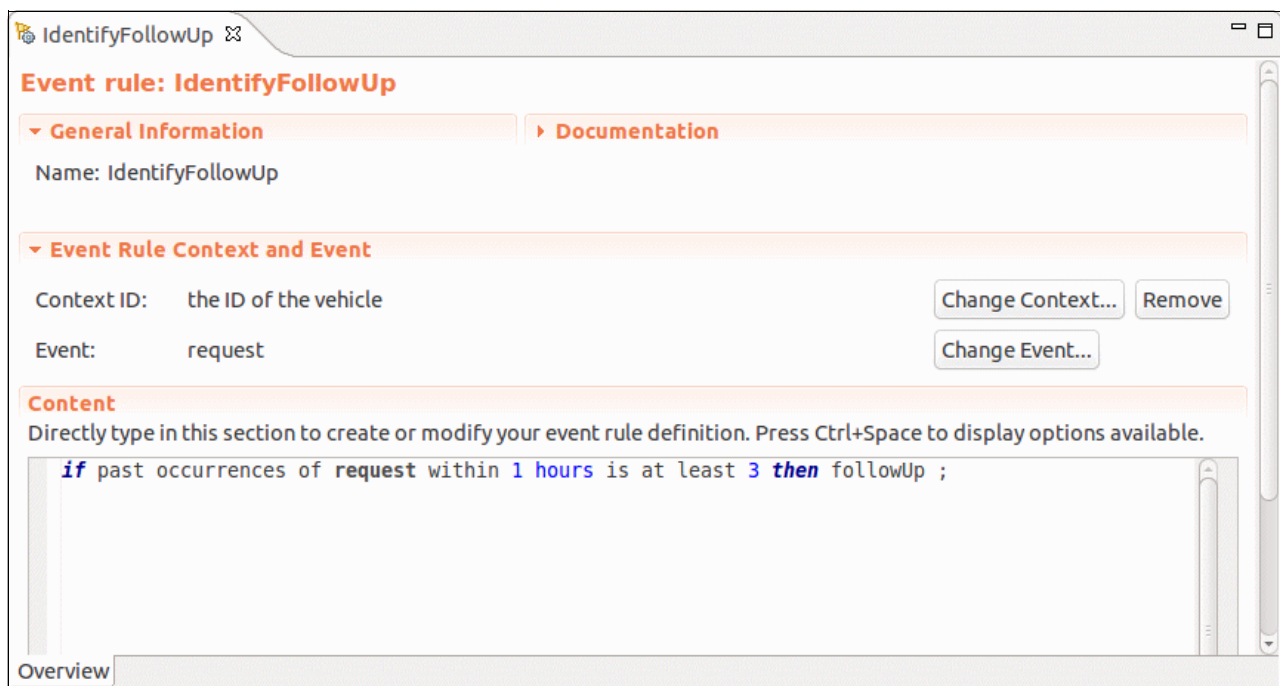 IdentifyFollowUp
Event rule: IdentifyFollowUp
General Information
Documentation
Name: IdentifyFollowUp
Event Rule Context and Event
Context ID: the ID of the vehicle Change Context... Remove
Event: request Change Event...
Content
Directly type in this section to create or modify your event rule definition. Press Ctrl+Space to display options available.
if past occurrences of request within 1 hours is at least 3 then followUp ;
Overview